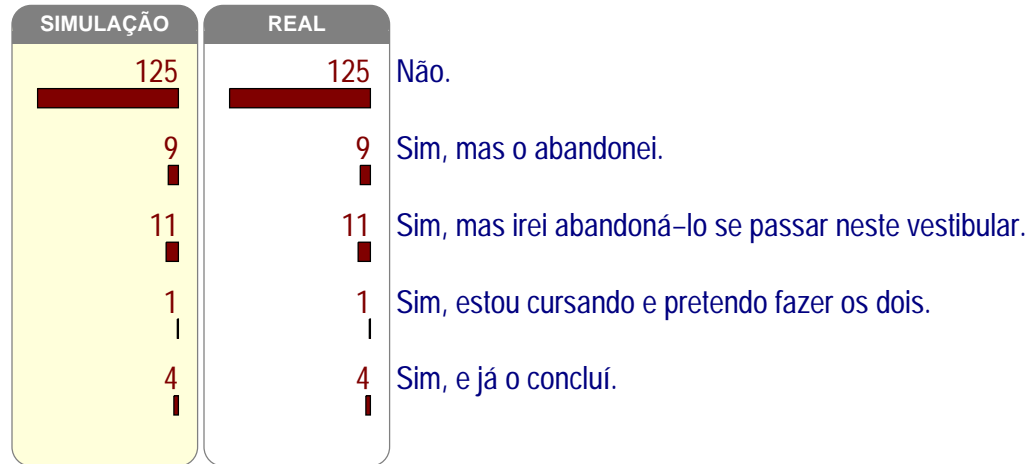 SIMULAÇÃO REAL
125 125 Não.
9 9 Sim, mas o abandonei.
11 11 Sim, mas irei abandoná–lo se passar neste vestibular.
1 1 Sim, estou cursando e pretendo fazer os dois.
4 4 Sim, e já o concluí.